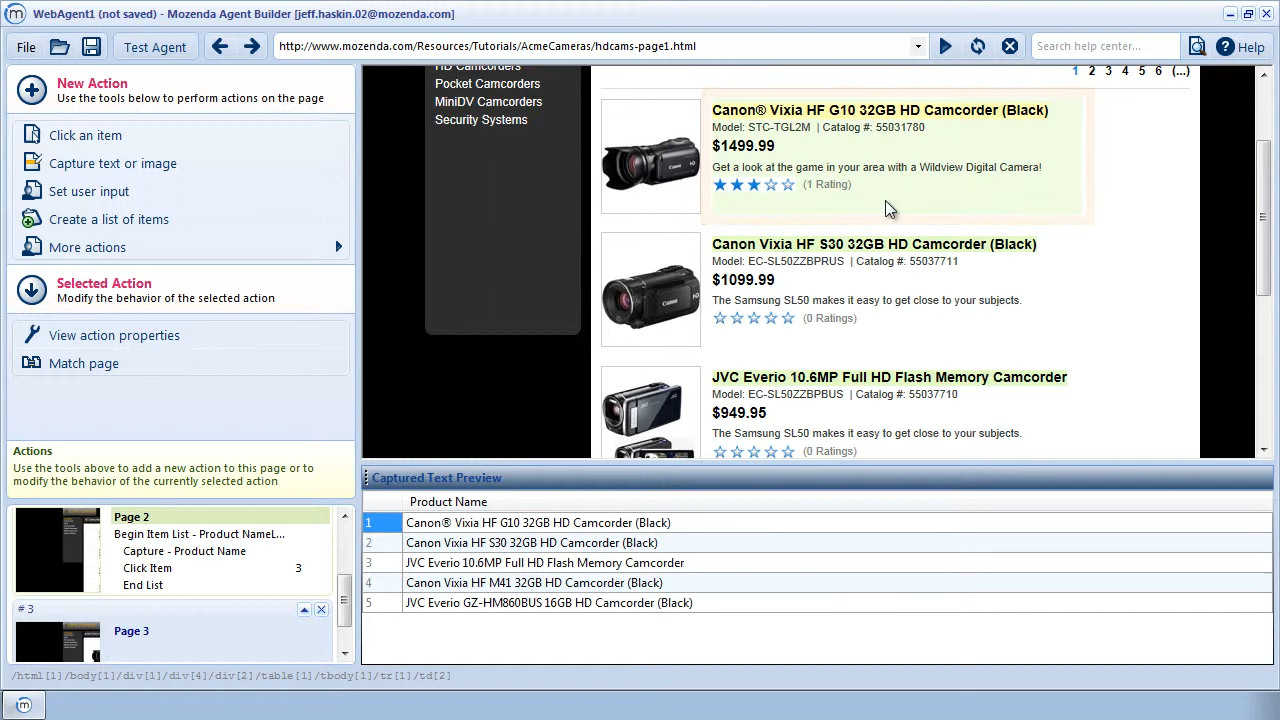 WebAgent1 (not saved) - Mozenda Agent Builder [jeff.haskin.02@mozenda.com]
File
Test Agent
http://www.mozenda.com/Resources/Tutorials/AcmeCameras/hdcams-page1.html
Search help center...
Help
New Action
Use the tools below to perform actions on the page
Click an item
Capture text or image
Set user input
Create a list of items
More actions
Selected Action
Modify the behavior of the selected action
View action properties
Match page
Actions
Use the tools above to add a new action to this page or to
modify the behavior of the currently selected action
Page 2
Begin Item List - Product NameL...
Capture - Product Name
Click Item 3
End List
# 3
Page 3
HD Camcorders
Pocket Camcorders
MiniDV Camcorders
Security Systems
1 2 3 4 5 6 (...)
Canon® Vixia HF G10 32GB HD Camcorder (Black)
Model: STC-TGL2M | Catalog #: 55031780
$1499.99
Get a look at the game in your area with a Wildview Digital Camera!
(1 Rating)
Canon Vixia HF S30 32GB HD Camcorder (Black)
Model: EC-SL50ZZBPRUS | Catalog #: 55037711
$1099.99
The Samsung SL50 makes it easy to get close to your subjects.
(0 Ratings)
JVC Everio 10.6MP Full HD Flash Memory Camcorder
Model: EC-SL50ZZBPBUS | Catalog #: 55037710
$949.95
The Samsung SL50 makes it easy to get close to your subjects.
(0 Ratings)
Captured Text Preview
Product Name
1 Canon® Vixia HF G10 32GB HD Camcorder (Black)
2 Canon Vixia HF S30 32GB HD Camcorder (Black)
3 JVC Everio 10.6MP Full HD Flash Memory Camcorder
4 Canon Vixia HF M41 32GB HD Camcorder (Black)
5 JVC Everio GZ-HM860BUS 16GB HD Camcorder (Black)
/html[1]/body[1]/div[1]/div[4]/div[2]/table[1]/tbody[1]/tr[1]/td[2]